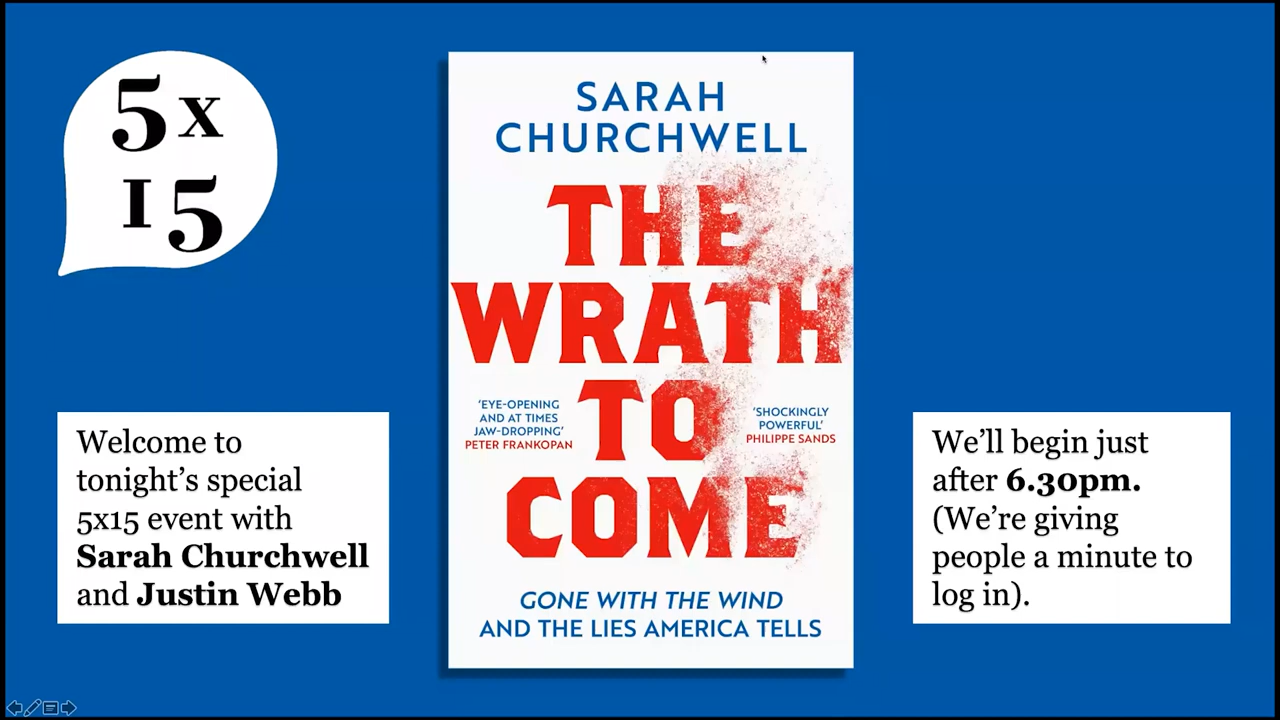 5x
15
SARAH
CHURCHWELL
THE
WRATH
TO
COME
'EYE-OPENING
AND AT TIMES
JAW-DROPPING'
PETER FRANKOPAN
'SHOCKINGLY
POWERFUL'
PHILIPPE SANDS
GONE WITH THE WIND
AND THE LIES AMERICA TELLS
Welcome to
tonight's special
5x15 event with
Sarah Churchwell
and Justin Webb
We'll begin just
after 6.30pm.
(We're giving
people a minute to
log in).